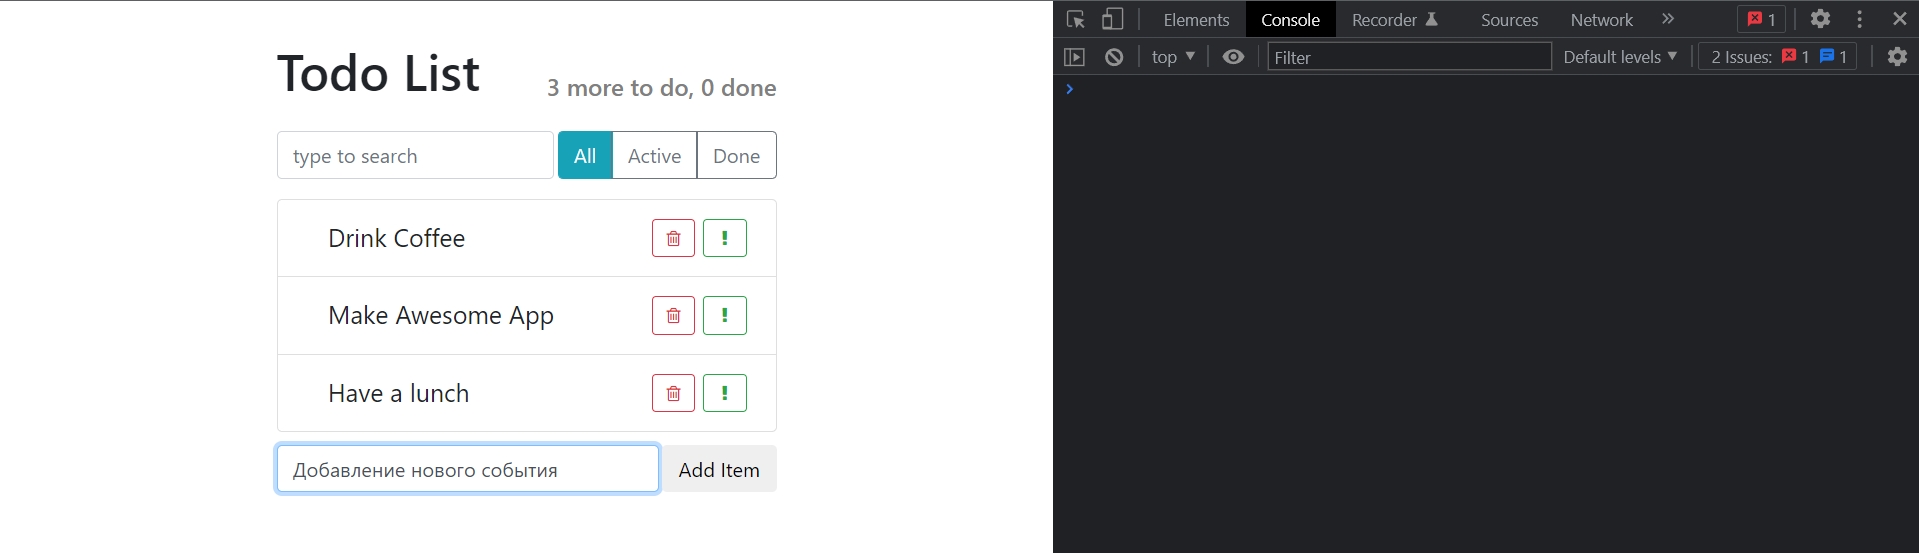 Todo List
3 more to do, 0 done
type to search
All Active Done
Drink Coffee
!
Make Awesome App
!
Have a lunch
!
Добавление нового события
Add Item
Elements Console Recorder Sources Network » 1
top Filter Default levels 2 Issues: 1 1